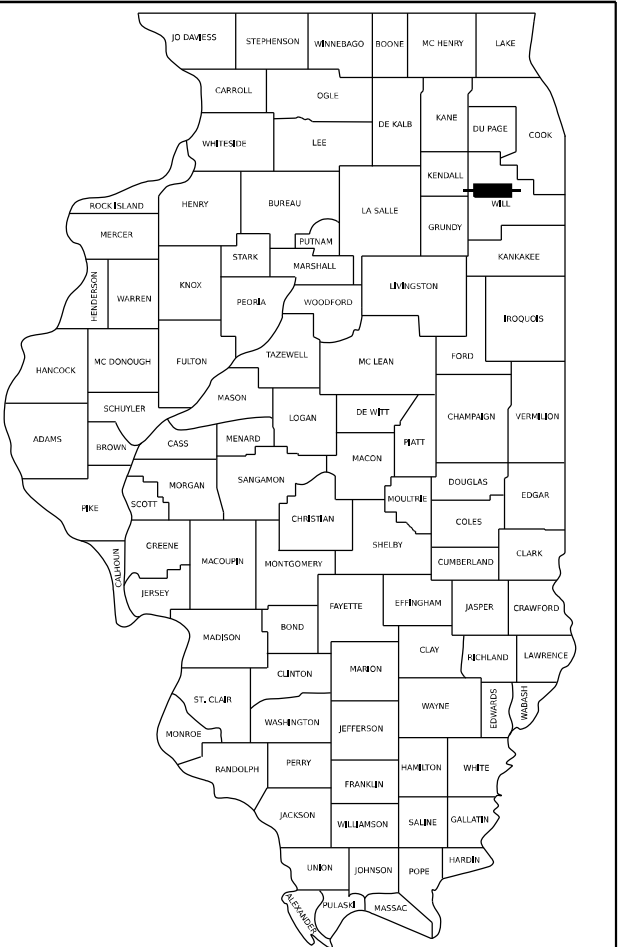 JO DAVIESS
STEPHENSON
WINNEBAGO
BOONE
MC HENRY
LAKE
CARROLL
OGLE
DE KALB
KANE
DU PAGE
COOK
WHITESIDE
LEE
KENDALL
ROCK ISLAND
HENRY
BUREAU
LA SALLE
WILL
MERCER
PUTNAM
GRUNDY
STARK
MARSHALL
KANKAKEE
HENDERSON
WARREN
KNOX
PEORIA
WOODFORD
LIVINGSTON
IROQUOIS
HANCOCK
MC DONOUGH
FULTON
TAZEWELL
MC LEAN
FORD
MASON
SCHUYLER
LOGAN
DE WITT
CHAMPAIGN
VERMILION
ADAMS
BROWN
CASS
MENARD
PIATT
MACON
SANGAMON
MORGAN
DOUGLAS
EDGAR
PIKE
SCOTT
MOULTRIE
CHRISTIAN
COLES
GREENE
MACOUPIN
MONTGOMERY
SHELBY
CUMBERLAND
CLARK
CALHOUN
JERSEY
FAYETTE
EFFINGHAM
JASPER
CRAWFORD
MADISON
BOND
CLAY
RICHLAND
LAWRENCE
CLINTON
MARION
ST. CLAIR
WAYNE
EDWARDS
WABASH
WASHINGTON
JEFFERSON
MONROE
RANDOLPH
PERRY
HAMILTON
WHITE
FRANKLIN
JACKSON
WILLIAMSON
SALINE
GALLATIN
UNION
JOHNSON
POPE
HARDIN
ALEXANDER
PULASKI
MASSAC